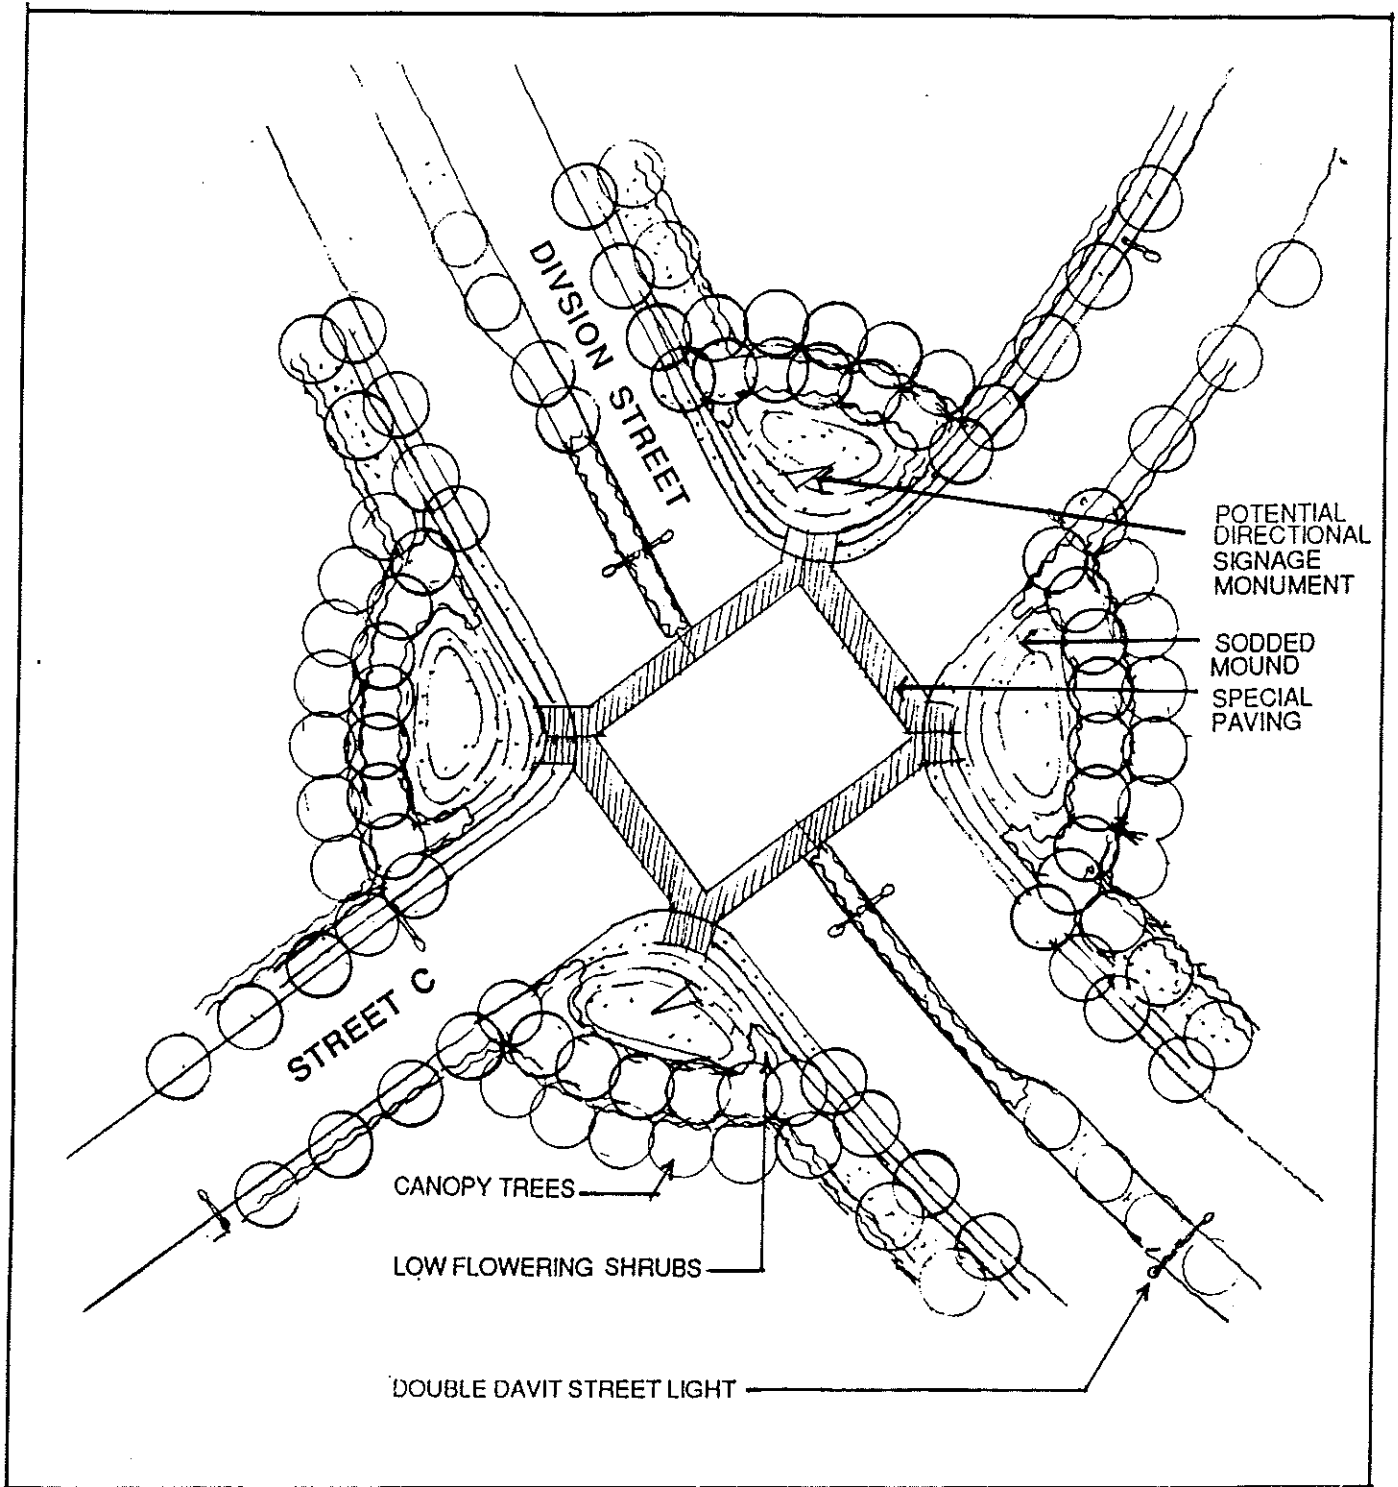 DIVSION STREET
POTENTIAL
DIRECTIONAL
SIGNAGE
MONUMENT
SODDED
MOUND
SPECIAL
PAVING
STREET C
CANOPY TREES
LOW FLOWERING SHRUBS
DOUBLE DAVIT STREET LIGHT